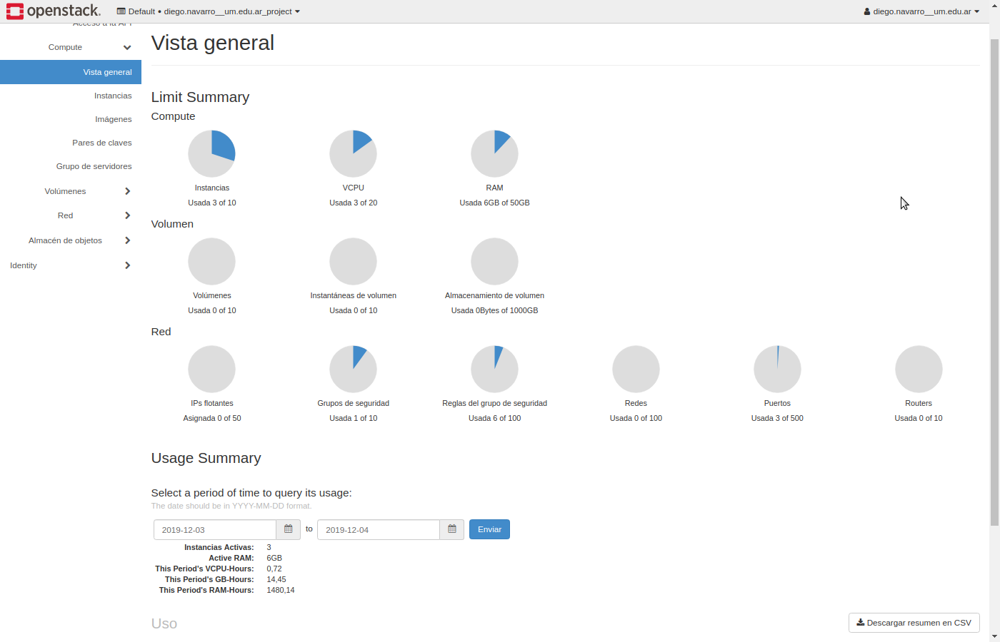 openstack.
Default • diego.navarro__um.edu.ar_project
diego.navarro__um.edu.ar
Acceso a la API
Compute
Vista general
Instancias
Imágenes
Pares de claves
Grupo de servidores
Volúmenes
Red
Almacén de objetos
Identity
Vista general
Limit Summary
Compute
Instancias
Usada 3 of 10
VCPU
Usada 3 of 20
RAM
Usada 6GB of 50GB
Volumen
Volúmenes
Usada 0 of 10
Instantáneas de volumen
Usada 0 of 10
Almacenamiento de volumen
Usada 0Bytes of 1000GB
Red
IPs flotantes
Asignada 0 of 50
Grupos de seguridad
Usada 1 of 10
Reglas del grupo de seguridad
Usada 6 of 100
Redes
Usada 0 of 100
Puertos
Usada 3 of 500
Routers
Usada 0 of 10
Usage Summary
Select a period of time to query its usage:
The date should be in YYYY-MM-DD format.
2019-12-03 to 2019-12-04 Enviar
Instancias Activas: 3
Active RAM: 6GB
This Period's VCPU-Hours: 0,72
This Period's GB-Hours: 14,45
This Period's RAM-Hours: 1480,14
Uso
Descargar resumen en CSV